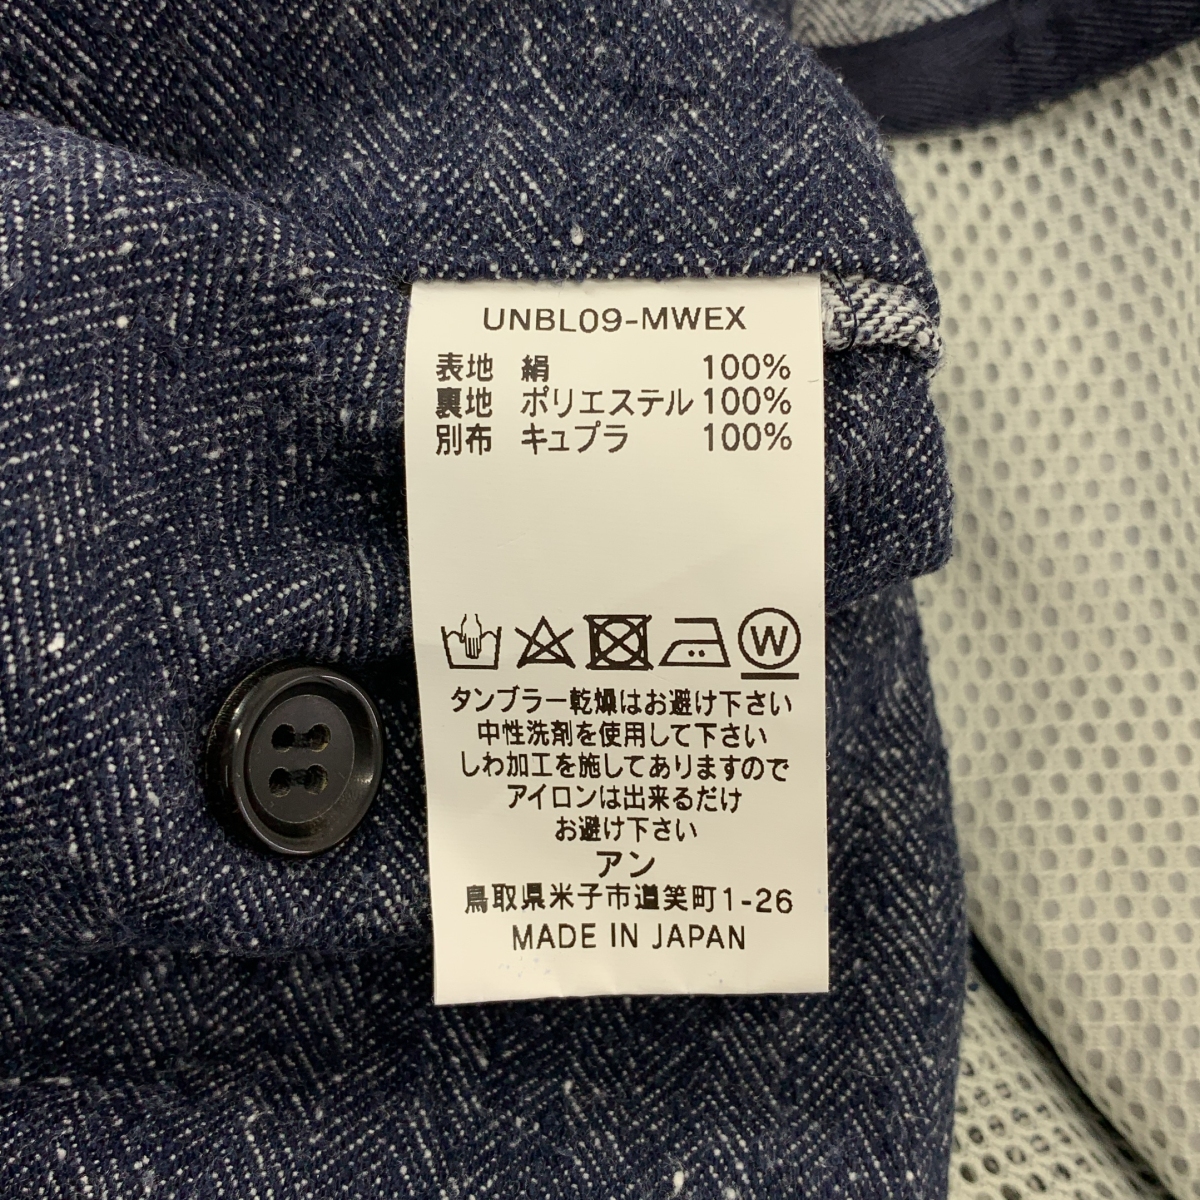 UNBL09-MWEX
表地 絹 100%
裏地 ポリエステル 100%
別布 キュプラ 100%
W
タンブラー乾燥はお避け下さい
中性洗剤を使用して下さい
しわ加工を施してありますので
アイロンは出来るだけ
お避け下さい
アン
鳥取県米子市道笑町1-26
MADE IN JAPAN